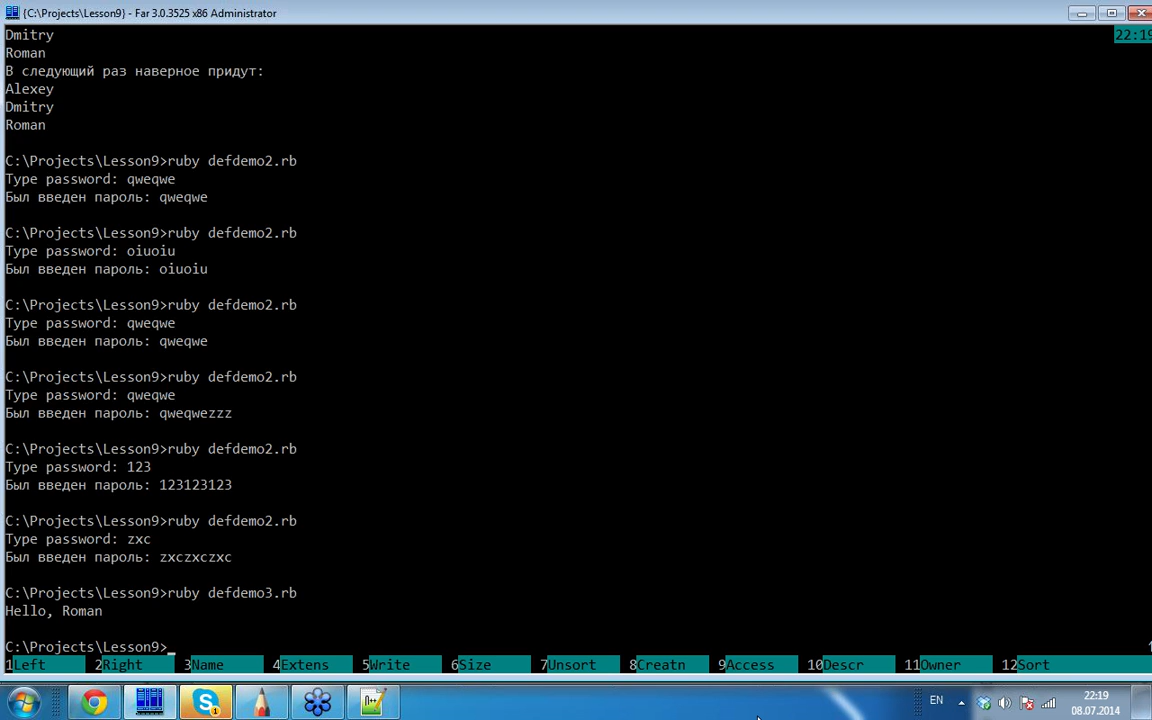 {C:\Projects\Lesson9} - Far 3.0.3525 x86 Administrator
22:19
Dmitry
Roman
В следующий раз наверное придут:
Alexey
Dmitry
Roman
C:\Projects\Lesson9>ruby defdemo2.rb
Type password: qweqwe
Был введен пароль: qweqwe
C:\Projects\Lesson9>ruby defdemo2.rb
Type password: oiuoiu
Был введен пароль: oiuoiu
C:\Projects\Lesson9>ruby defdemo2.rb
Type password: qweqwe
Был введен пароль: qweqwe
C:\Projects\Lesson9>ruby defdemo2.rb
Type password: qweqwe
Был введен пароль: qweqwezzz
C:\Projects\Lesson9>ruby defdemo2.rb
Type password: 123
Был введен пароль: 123123123
C:\Projects\Lesson9>ruby defdemo2.rb
Type password: zxc
Был введен пароль: zxczxczxc
C:\Projects\Lesson9>ruby defdemo3.rb
Hello, Roman
C:\Projects\Lesson9>_
1Left 2Right 3Name 4Extens 5Write 6Size 7Unsort 8Creatn 9Access 10Descr 11Owner 12Sort
EN 22:19
08.07.2014